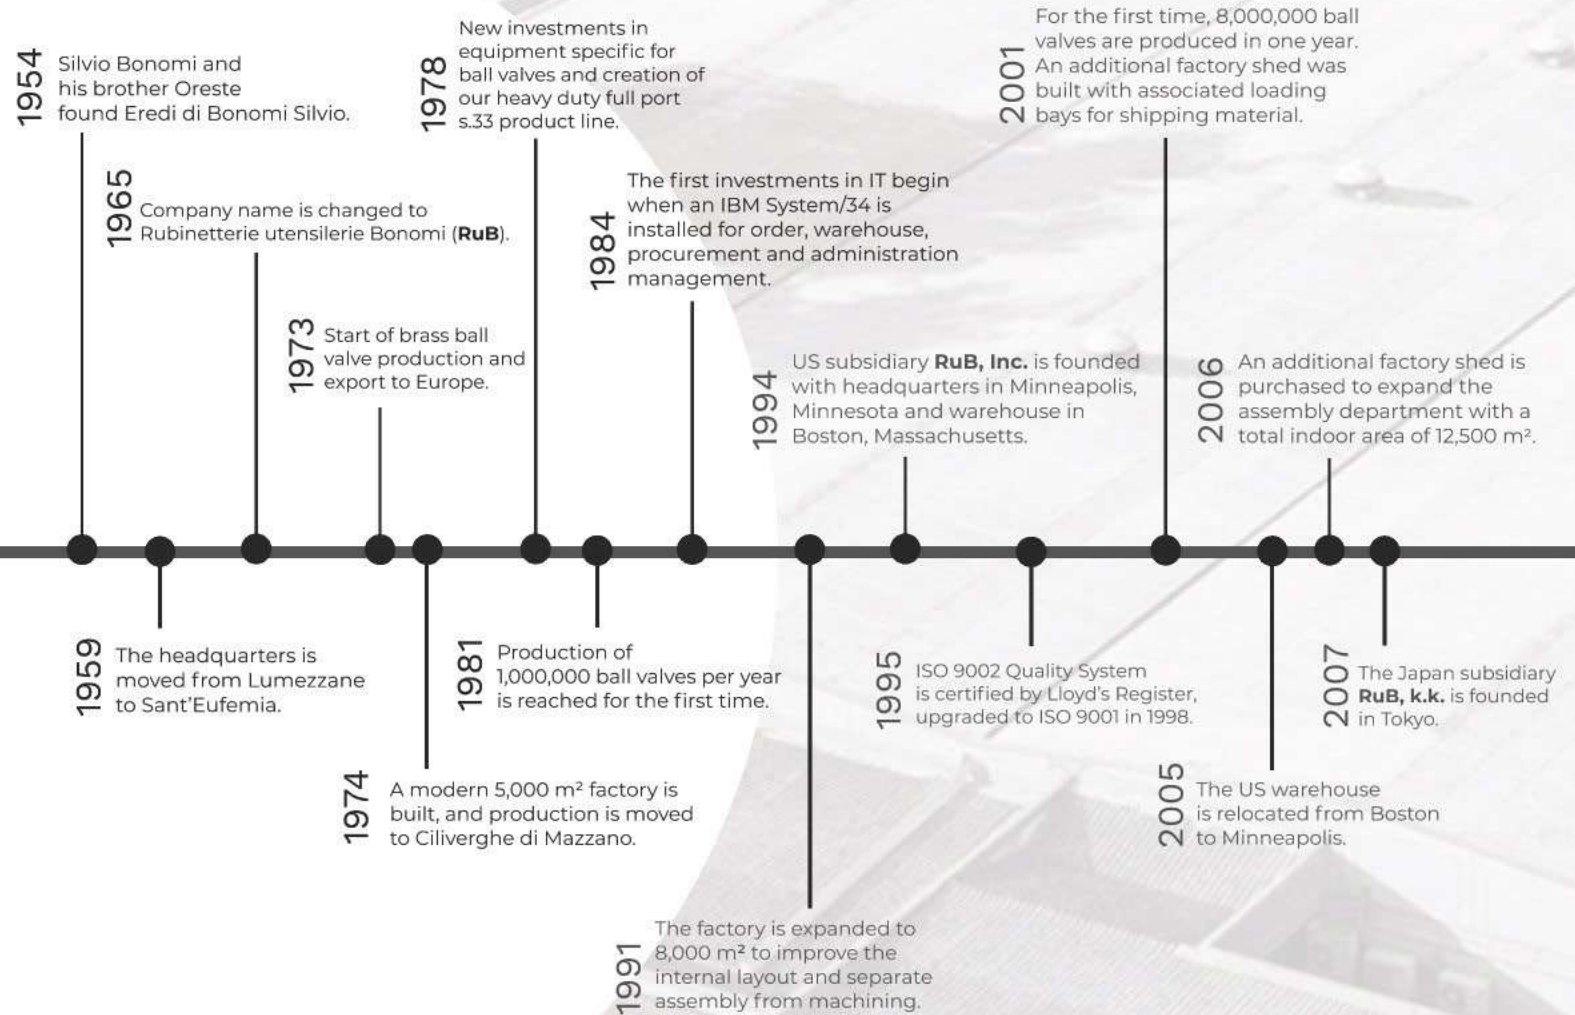 1954
Silvio Bonomi and
his brother Oreste
found Eredi di Bonomi Silvio.
1959
The headquarters is
moved from Lumezzane
to Sant'Eufemia.
1965
Company name is changed to
Rubinetterie utensilerie Bonomi (RuB).
1973
Start of brass ball
valve production and
export to Europe.
1974
A modern 5,000 m² factory is
built, and production is moved
to Ciliverghe di Mazzano.
1978
New investments in
equipment specific for
ball valves and creation of
our heavy duty full port
s.33 product line.
1981
Production of
1,000,000 ball valves per year
is reached for the first time.
1984
The first investments in IT begin
when an IBM System/34 is
installed for order, warehouse,
procurement and administration
management.
1991
The factory is expanded to
8,000 m² to improve the
internal layout and separate
assembly from machining.
1994
US subsidiary RuB, Inc. is founded
with headquarters in Minneapolis,
Minnesota and warehouse in
Boston, Massachusetts.
1995
ISO 9002 Quality System
is certified by Lloyd's Register,
upgraded to ISO 9001 in 1998.
2001
For the first time, 8,000,000 ball
valves are produced in one year.
An additional factory shed was
built with associated loading
bays for shipping material.
2005
The US warehouse
is relocated from Boston
to Minneapolis.
2006
An additional factory shed is
purchased to expand the
assembly department with a
total indoor area of 12,500 m².
2007
The Japan subsidiary
RuB, k.k. is founded
in Tokyo.